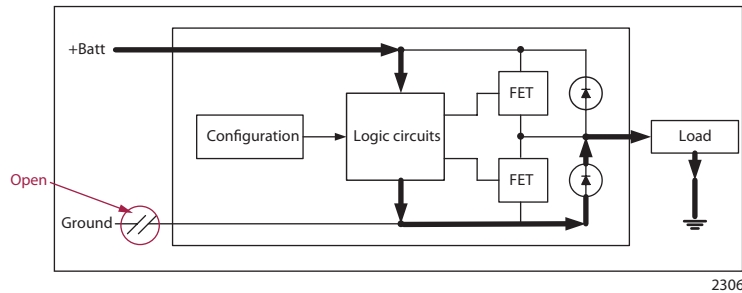 +Batt
FET
Configuration
Logic circuits
Load
Open
FET
Ground
2306